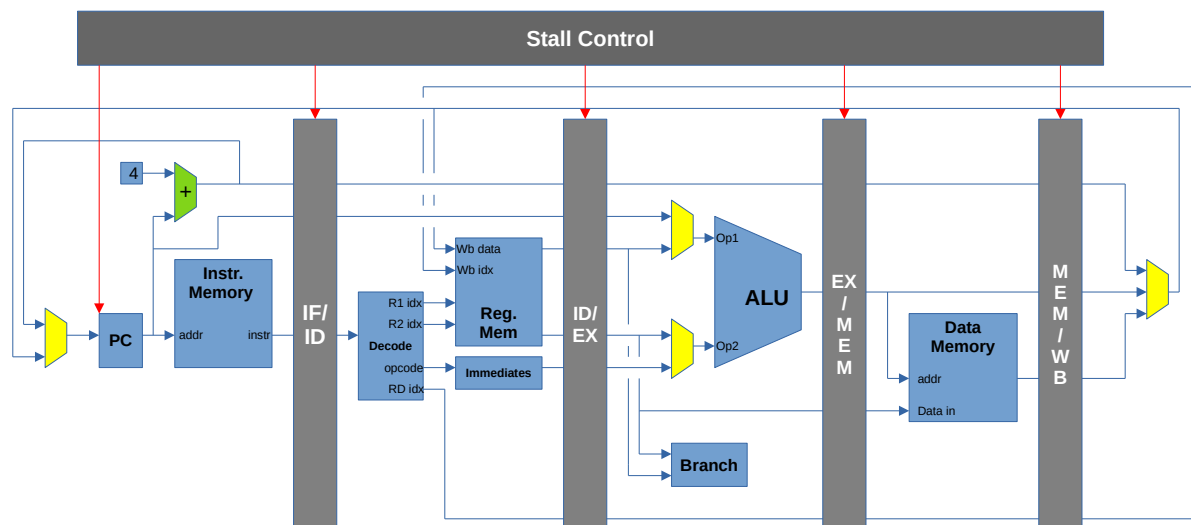 Stall Control
4
+
Instr.
Memory
addr
instr
PC
IF/
ID
Decode
R1 idx
R2 idx
opcode
RD idx
Wb data
Wb idx
Reg.
Mem
Immediates
ID/
EX
Op1
Op2
ALU
Branch
EX
/
M
E
M
Data
Memory
addr
Data in
M
E
M
/
W
B